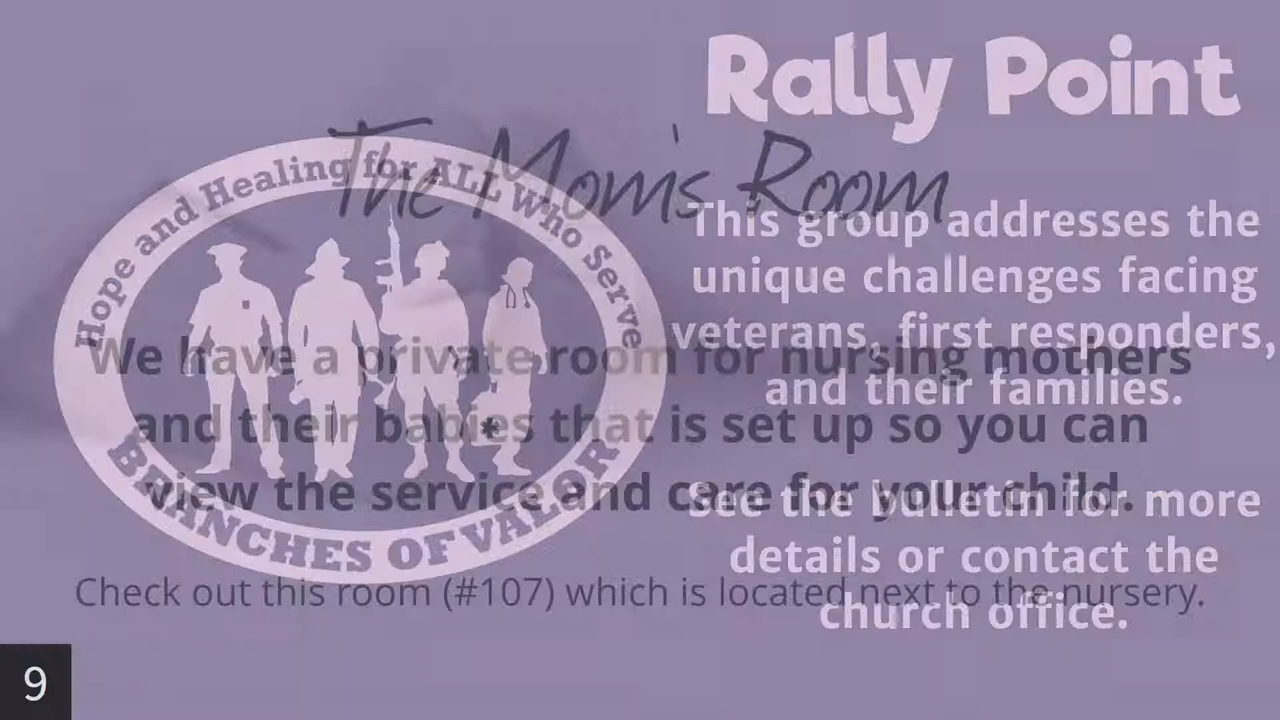 Rally Point
This group addresses the
unique challenges facing
veterans, first responders,
and their families.
See the bulletin for more
details or contact the
church office.
Hope and Healing for ALL Who Serve
BRANCHES OF VALOR
The Mom's Room
We have a private room for nursing mothers
and their babies that is set up so you can
view the service and care for your child.
Check out this room (#107) which is located next to the nursery.
9